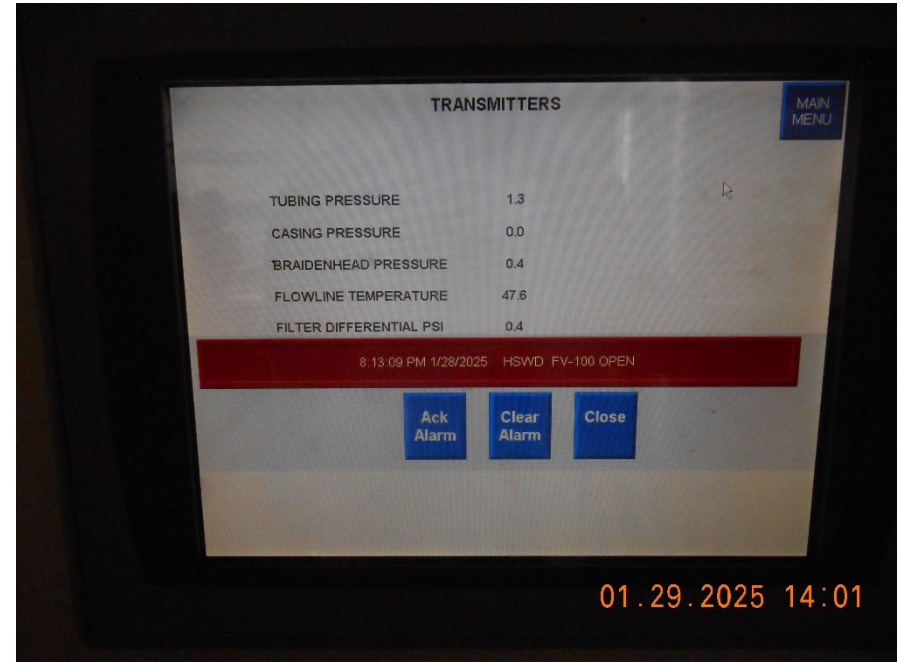 TRANSMITTERS
MAIN
MENU
TUBING PRESSURE 1.3
CASING PRESSURE 0.0
BRAIDENHEAD PRESSURE 0.4
FLOWLINE TEMPERATURE 47.6
FILTER DIFFERENTIAL PSI 0.4
8:13:09 PM 1/28/2025 HSWD FV-100 OPEN
Ack
Alarm
Clear
Alarm
Close
01.29.2025 14:01